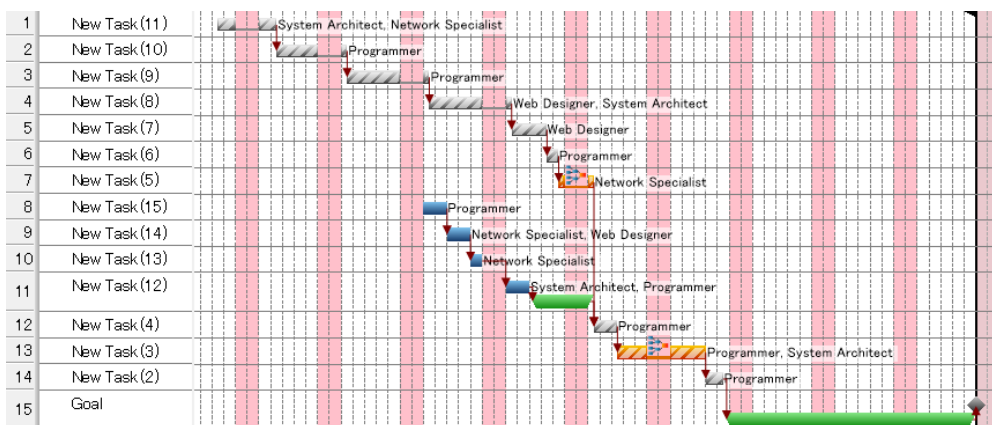 1 New Task(11) System Architect, Network Specialist
2 New Task(10) Programmer
3 New Task(9) Programmer
4 New Task(8) Web Designer, System Architect
5 New Task(7) Web Designer
6 New Task(6) Programmer
7 New Task(5) Network Specialist
8 New Task(15) Programmer
9 New Task(14) Network Specialist, Web Designer
10 New Task(13) Network Specialist
11 New Task(12) System Architect, Programmer
12 New Task(4) Programmer
13 New Task(3) Programmer, System Architect
14 New Task(2) Programmer
15 Goal